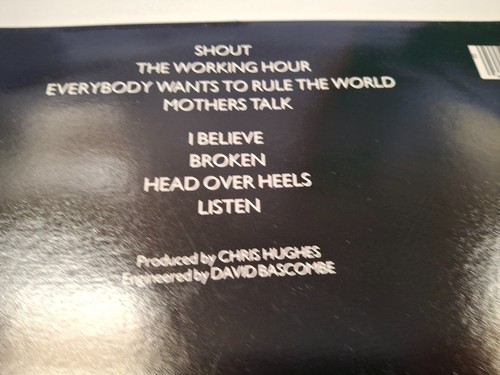 SHOUT
THE WORKING HOUR
EVERYBODY WANTS TO RULE THE WORLD
MOTHERS TALK
I BELIEVE
BROKEN
HEAD OVER HEELS
LISTEN
Produced by CHRIS HUGHES
Engineered by DAVID BASCOMBE